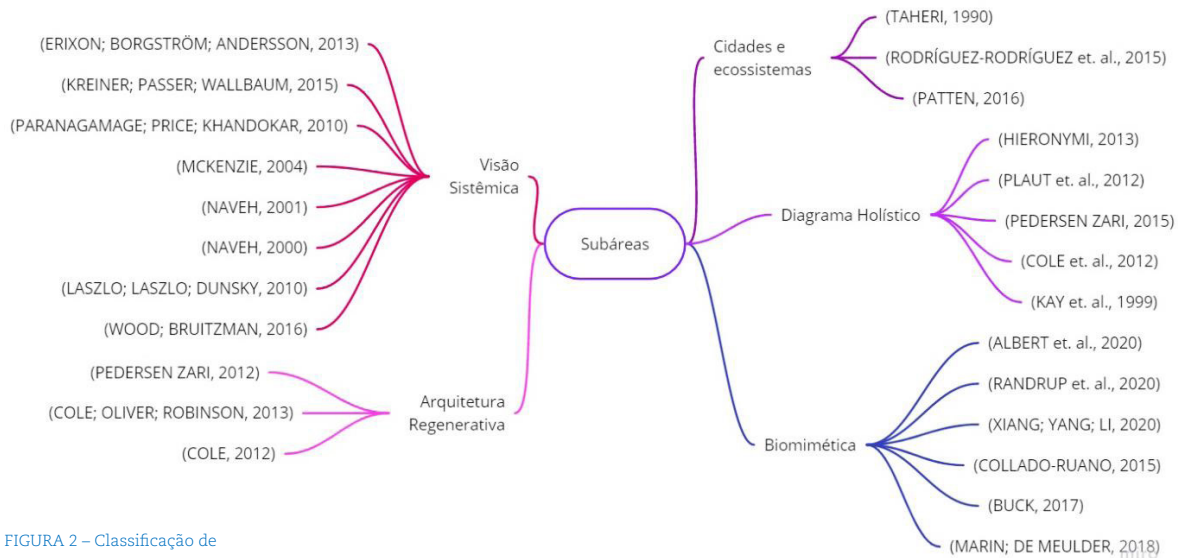 Subáreas
Visão
Sistêmica
(ERIXON; BORGSTRÖM; ANDERSSON, 2013)
(KREINER; PASSER; WALLBAUM, 2015)
(PARANAGAMAGE; PRICE; KHANDOKAR, 2010)
(MCKENZIE, 2004)
(NAVEH, 2001)
(NAVEH, 2000)
(LASZLO; LASZLO; DUNSKY, 2010)
(WOOD; BRUITZMAN, 2016)
Arquitetura
Regenerativa
(PEDERSEN ZARI, 2012)
(COLE; OLIVER; ROBINSON, 2013)
(COLE, 2012)
Cidades e
ecossistemas
(TAHERI, 1990)
(RODRÍGUEZ-RODRÍGUEZ et. al., 2015)
(PATTEN, 2016)
Diagrama Holístico
(HIERONYMI, 2013)
(PLAUT et. al., 2012)
(PEDERSEN ZARI, 2015)
(COLE et. al., 2012)
(KAY et. al., 1999)
Biomimética
(ALBERT et. al., 2020)
(RANDRUP et. al., 2020)
(XIANG; YANG; LI, 2020)
(COLLADO-RUANO, 2015)
(BUCK, 2017)
(MARIN; DE MEULDER, 2018)
FIGURA 2 – Classificação de